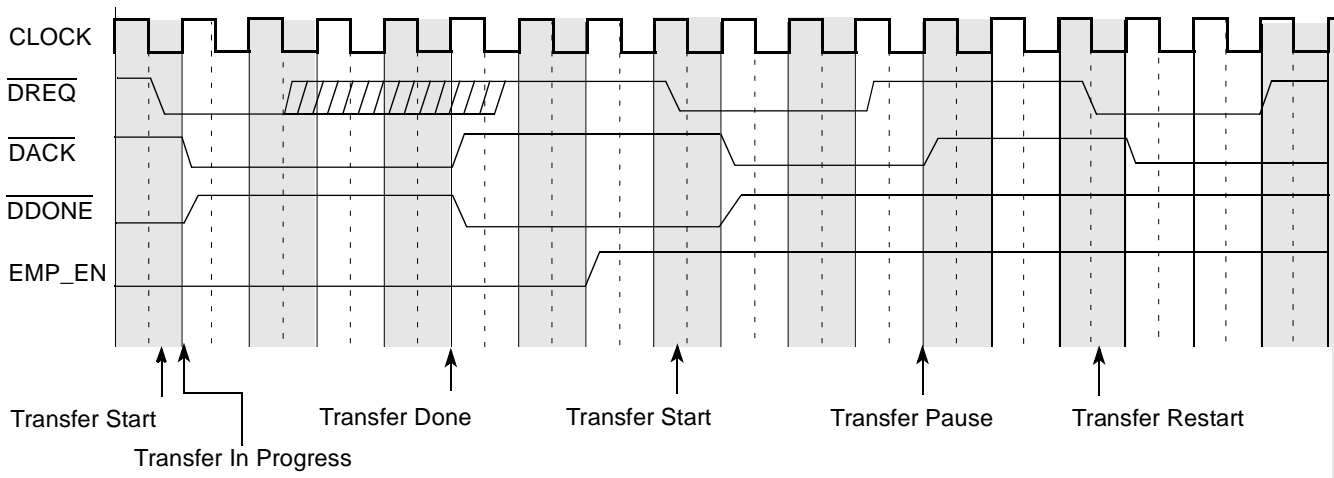 CLOCK
DREQ
DACK
DDONE
EMP_EN
Transfer Start
Transfer In Progress
Transfer Done
Transfer Start
Transfer Pause
Transfer Restart